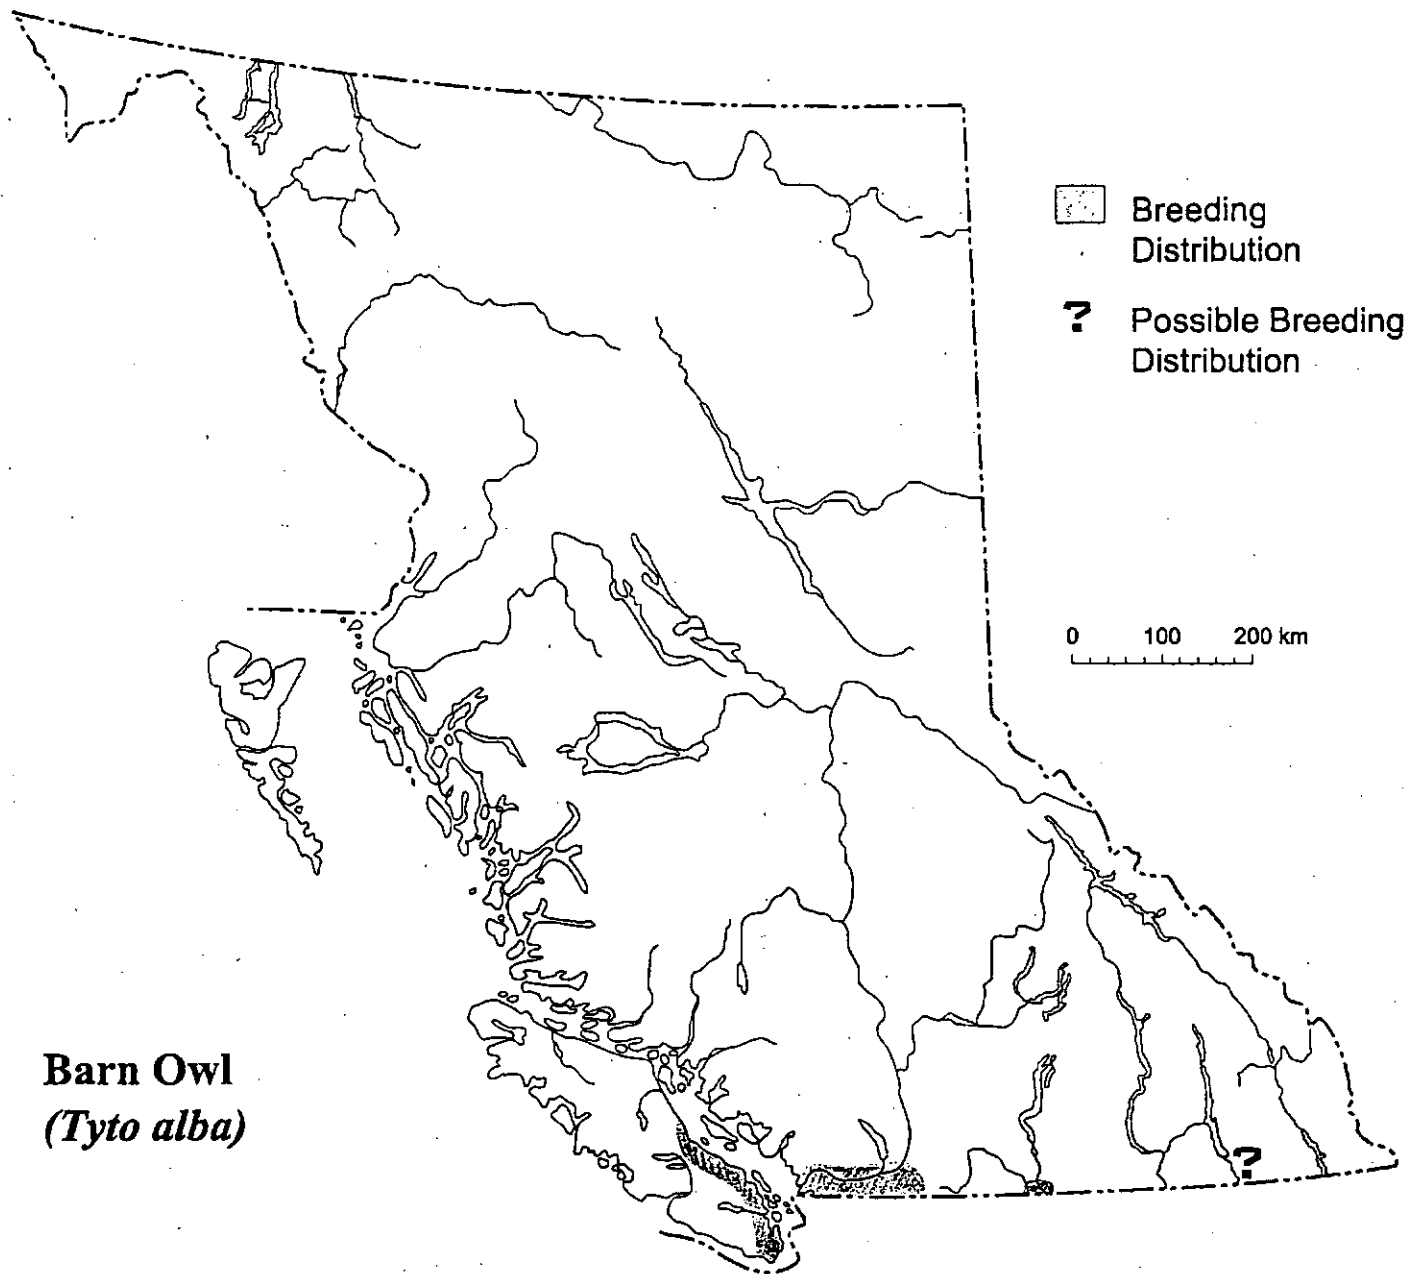 Breeding
Distribution
? Possible Breeding
Distribution
0 100 200 km
Barn Owl
(Tyto alba)
?